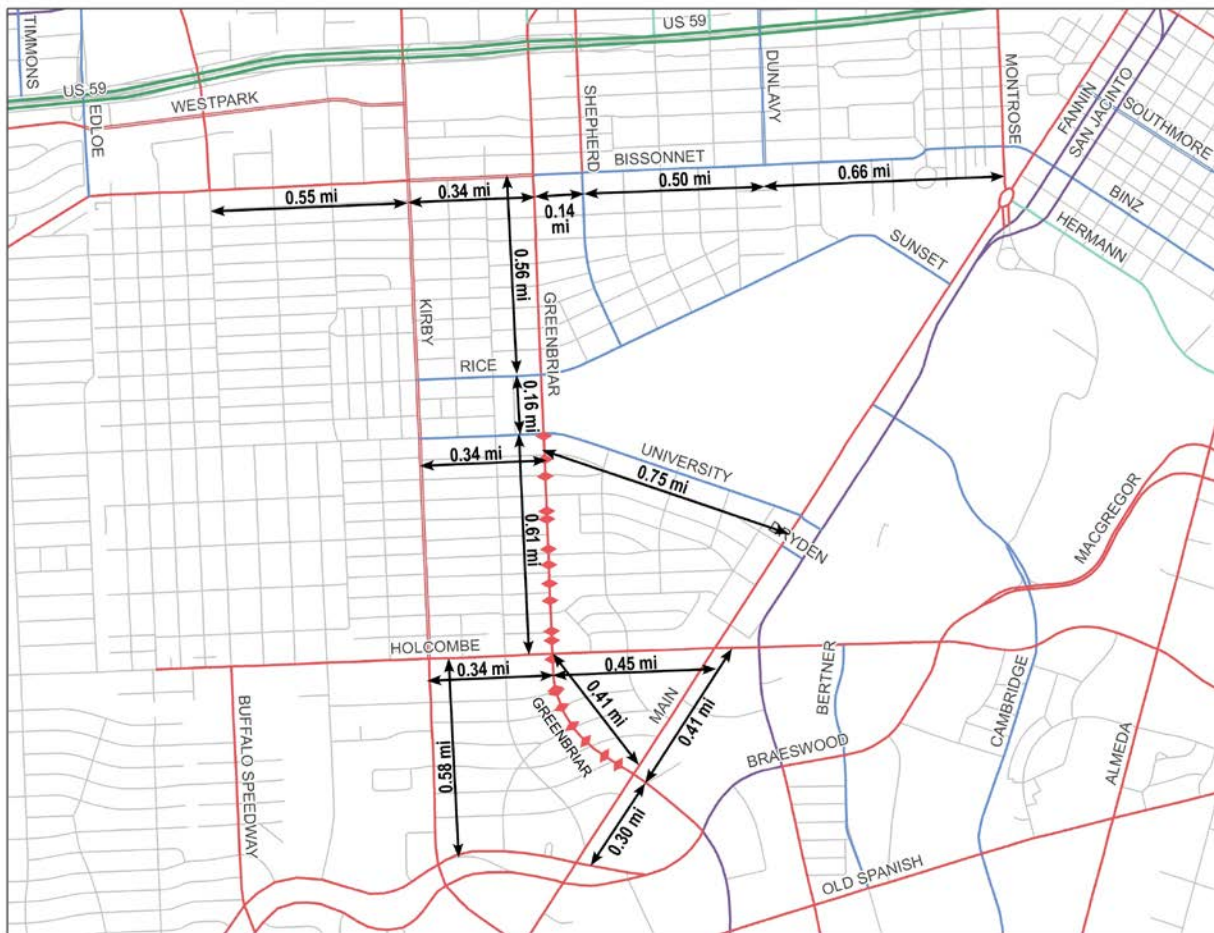 US 59
TIMMONS
US 59
EDLOE
WESTPARK
SHEPHERD
DUNLAVY
MONTROSE
FANNIN
SAN JACINTO
SOUTHMORE
BISSONNET
BINZ
HERMANN
0.55 mi
0.34 mi
0.14
mi
0.50 mi
0.66 mi
SUNSET
0.56 mi
KIRBY
GREENBRIAR
RICE
0.16 mi
0.34 mi
UNIVERSITY
0.75 mi
0.61 mi
DRYDEN
MACGREGOR
HOLCOMBE
0.34 mi
0.45 mi
0.41 mi
MAIN
0.41 mi
BERTNER
CAMBRIDGE
ALMEDA
BUFFALO SPEEDWAY
0.58 mi
GREENBRIAR
BRAESWOOD
0.30 mi
OLD SPANISH